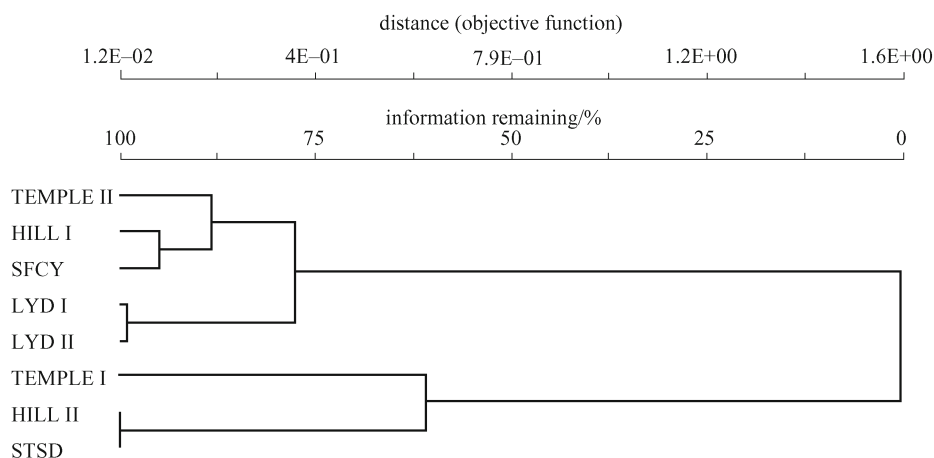 distance (objective function)
1.2E–02 4E–01 7.9E–01 1.2E+00 1.6E+00
information remaining/%
100 75 50 25 0
TEMPLE II
HILL I
SFCY
LYD I
LYD II
TEMPLE I
HILL II
STSD